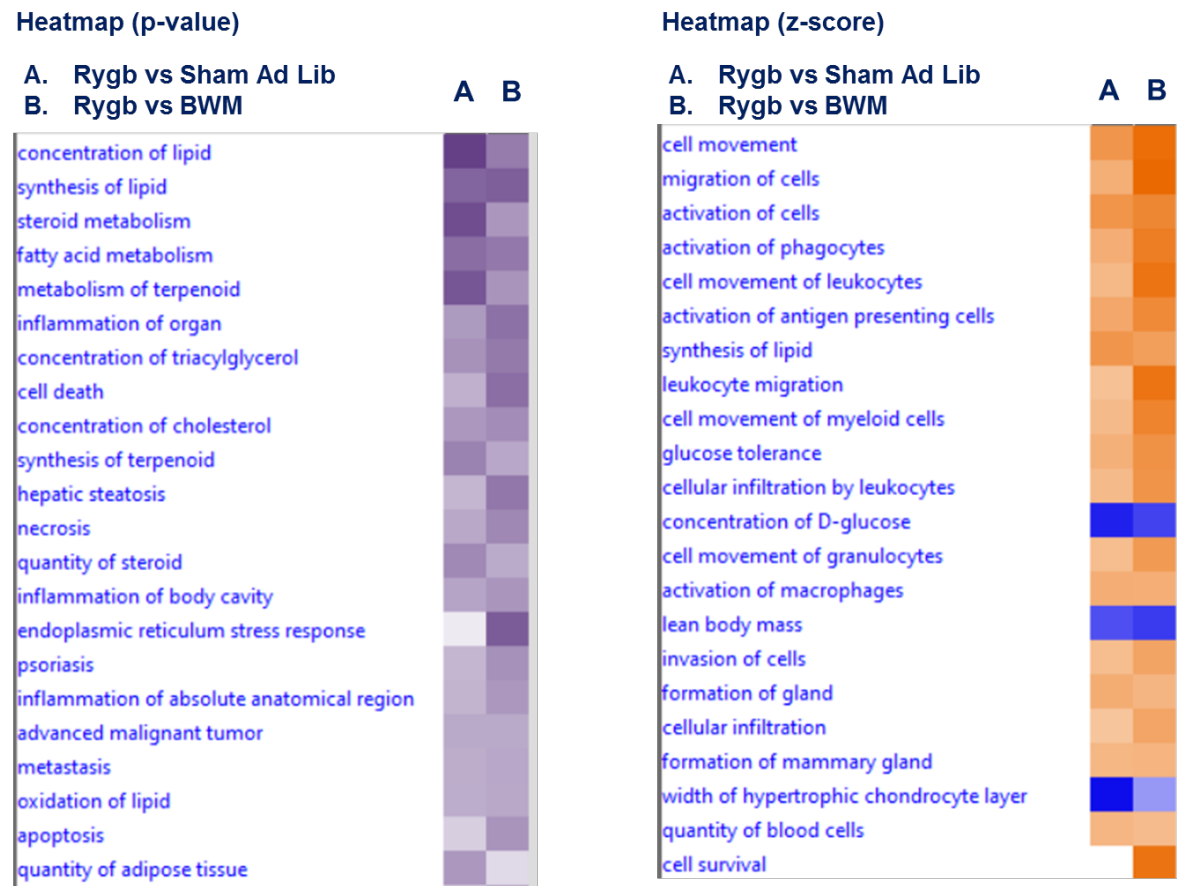 Heatmap (p-value)
A. Rygb vs Sham Ad Lib
B. Rygb vs BWM
A B
concentration of lipid
synthesis of lipid
steroid metabolism
fatty acid metabolism
metabolism of terpenoid
inflammation of organ
concentration of triacylglycerol
cell death
concentration of cholesterol
synthesis of terpenoid
hepatic steatosis
necrosis
quantity of steroid
inflammation of body cavity
endoplasmic reticulum stress response
psoriasis
inflammation of absolute anatomical region
advanced malignant tumor
metastasis
oxidation of lipid
apoptosis
quantity of adipose tissue
Heatmap (z-score)
A. Rygb vs Sham Ad Lib
B. Rygb vs BWM
A B
cell movement
migration of cells
activation of cells
activation of phagocytes
cell movement of leukocytes
activation of antigen presenting cells
synthesis of lipid
leukocyte migration
cell movement of myeloid cells
glucose tolerance
cellular infiltration by leukocytes
concentration of D-glucose
cell movement of granulocytes
activation of macrophages
lean body mass
invasion of cells
formation of gland
cellular infiltration
formation of mammary gland
width of hypertrophic chondrocyte layer
quantity of blood cells
cell survival